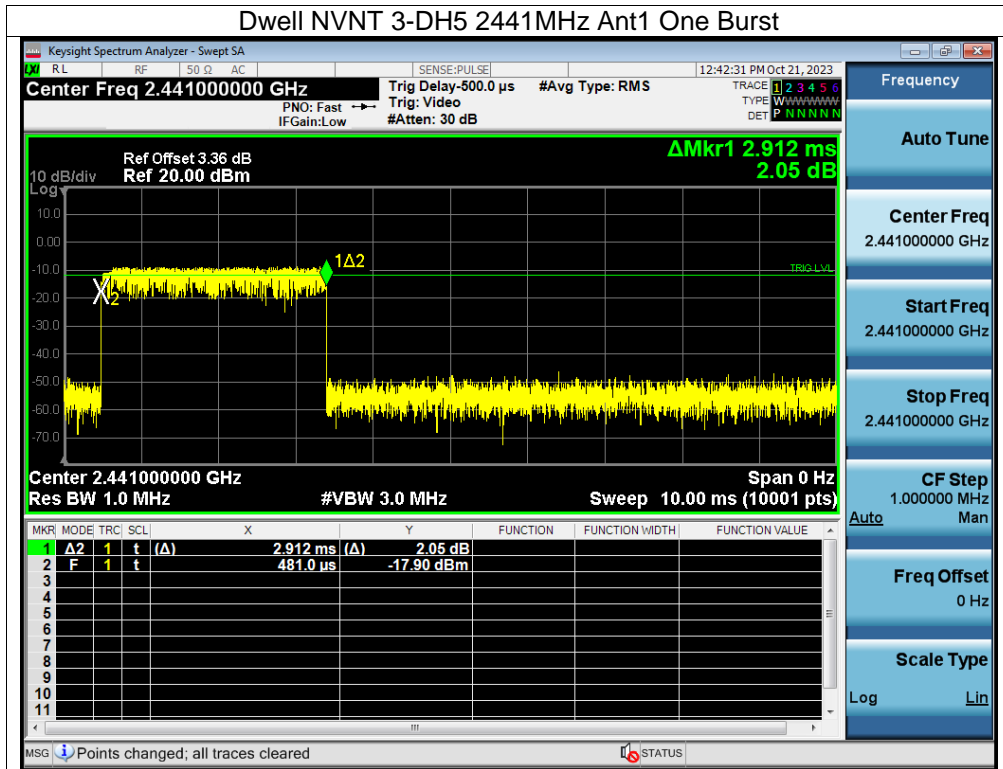 Dwell NVNT 3-DH5 2441MHz Ant1 One Burst
Keysight Spectrum Analyzer - Swept SA
LXI RL RF 50 Ω AC SENSE:PULSE 12:42:31 PM Oct 21, 2023
Center Freq 2.441000000 GHz Trig Delay-500.0 µs #Avg Type: RMS TRACE 1 2 3 4 5 6
PNO: Fast Trig: Video TYPE WWWWWW
IFGain:Low #Atten: 30 dB DET P N N N N N
ΔMkr1 2.912 ms
2.05 dB
Ref Offset 3.36 dB
10 dB/div Ref 20.00 dBm
Log
10.0
0.00
-10.0
-20.0
-30.0
-40.0
-50.0
-60.0
-70.0
1Δ2
TRIG LVL
2
Center 2.441000000 GHz Span 0 Hz
Res BW 1.0 MHz #VBW 3.0 MHz Sweep 10.00 ms (10001 pts)
MKR MODE TRC SCL X Y FUNCTION FUNCTION WIDTH FUNCTION VALUE
1 Δ2 1 t (Δ) 2.912 ms (Δ) 2.05 dB
2 F 1 t 481.0 µs -17.90 dBm
3
4
5
6
7
8
9
10
11
MSG Points changed; all traces cleared STATUS
Frequency
Auto Tune
Center Freq
2.441000000 GHz
Start Freq
2.441000000 GHz
Stop Freq
2.441000000 GHz
CF Step
1.000000 MHz
Auto Man
Freq Offset
0 Hz
Scale Type
Log Lin